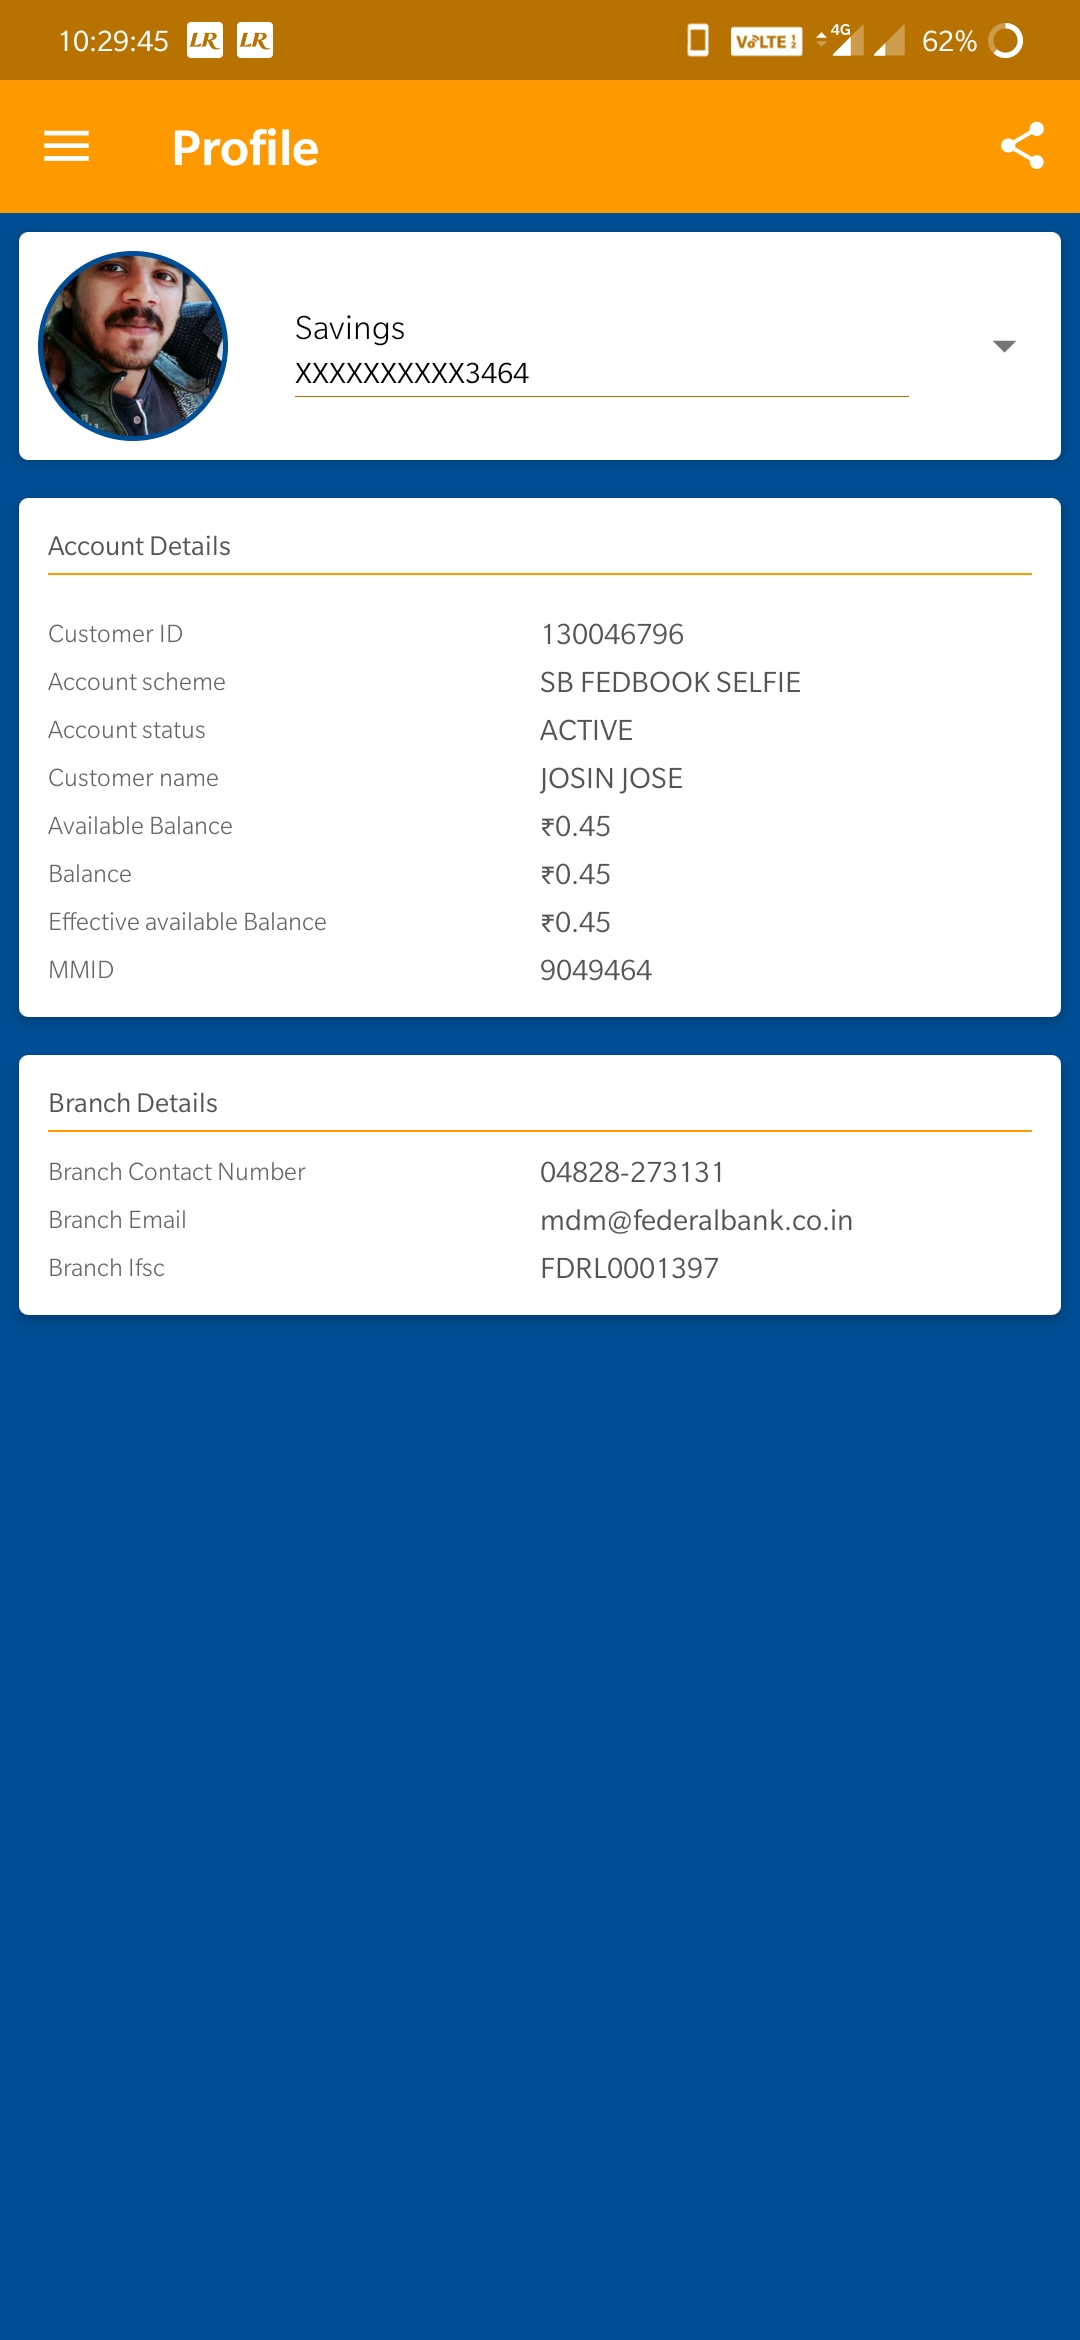 10:29:45 LR LR VoLTE 1 2 4G 62%
Profile
Savings
XXXXXXXXXX3464
Account Details
Customer ID 130046796
Account scheme SB FEDBOOK SELFIE
Account status ACTIVE
Customer name JOSIN JOSE
Available Balance ₹0.45
Balance ₹0.45
Effective available Balance ₹0.45
MMID 9049464
Branch Details
Branch Contact Number 04828-273131
Branch Email mdm@federalbank.co.in
Branch Ifsc FDRL0001397